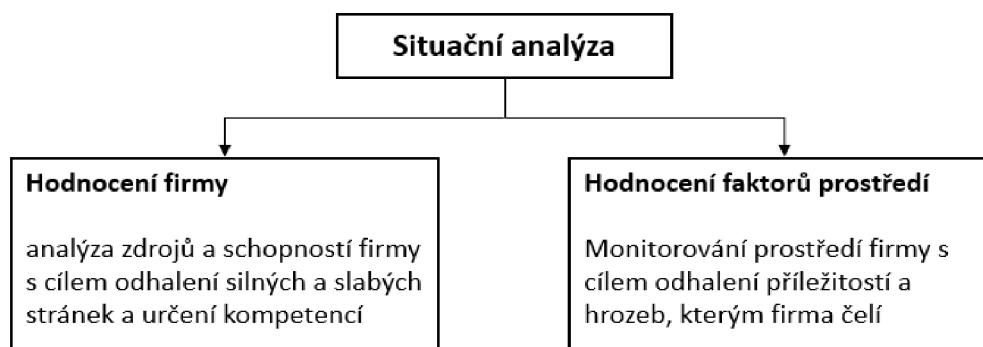 Situační analýza
Hodnocení firmy
analýza zdrojů a schopností firmy
s cílem odhalení silných a slabých
stránek a určení kompetencí
Hodnocení faktorů prostředí
Monitorování prostředí firmy s
cílem odhalení příležitostí a
hrozeb, kterým firma čelí